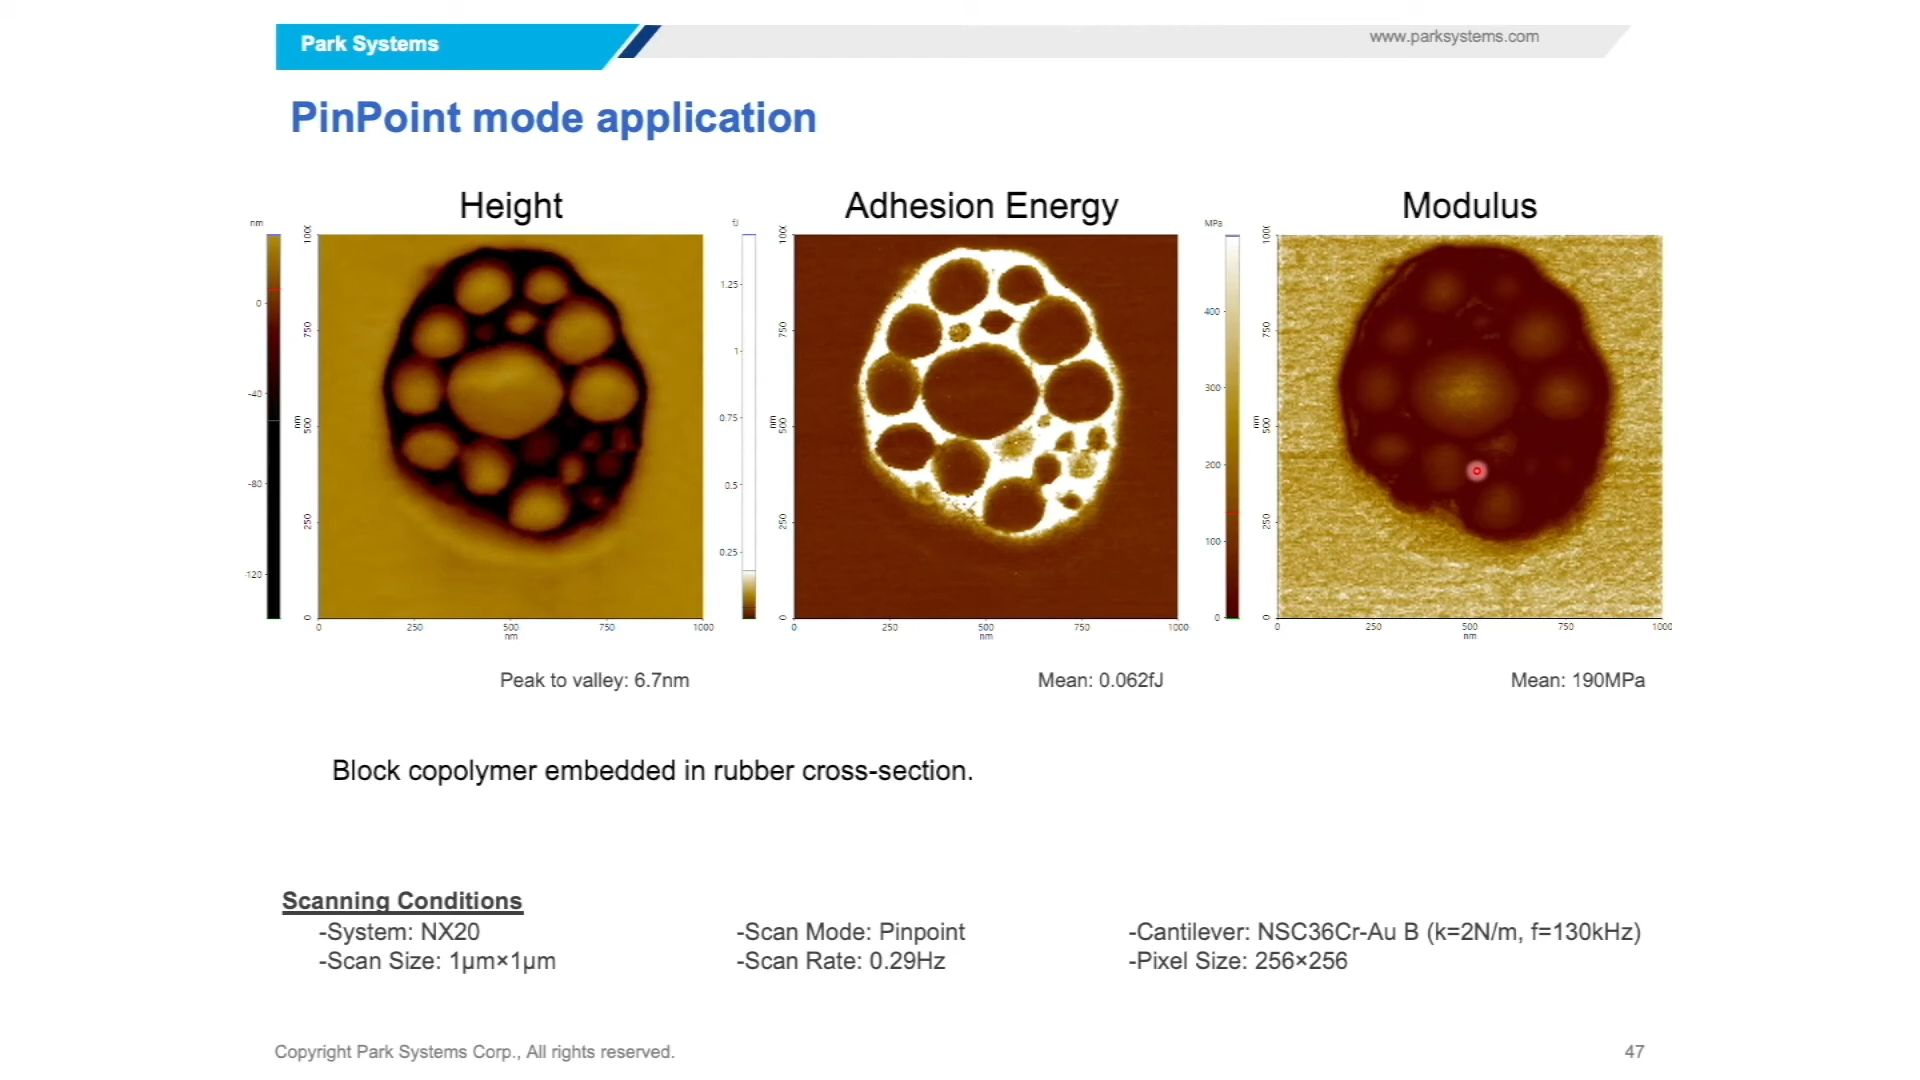 Park Systems
www.parksystems.com
PinPoint mode application
Height
Adhesion Energy
Modulus
nm
0
-40
-80
-120
1000
750
500
250
0
nm
0
250
500
750
1000
nm
fJ
1.25
1
0.75
0.5
0.25
750
500
250
0
nm
0
250
500
750
1000
nm
MPa
400
300
200
100
0
750
500
250
0
nm
0
250
500
750
1000
nm
Peak to valley: 6.7nm
Mean: 0.062fJ
Mean: 190MPa
Block copolymer embedded in rubber cross-section.
Scanning Conditions
-System: NX20
-Scan Mode: Pinpoint
-Cantilever: NSC36Cr-Au B (k=2N/m, f=130kHz)
-Scan Size: 1μm×1μm
-Scan Rate: 0.29Hz
-Pixel Size: 256×256
Copyright Park Systems Corp., All rights reserved.
47